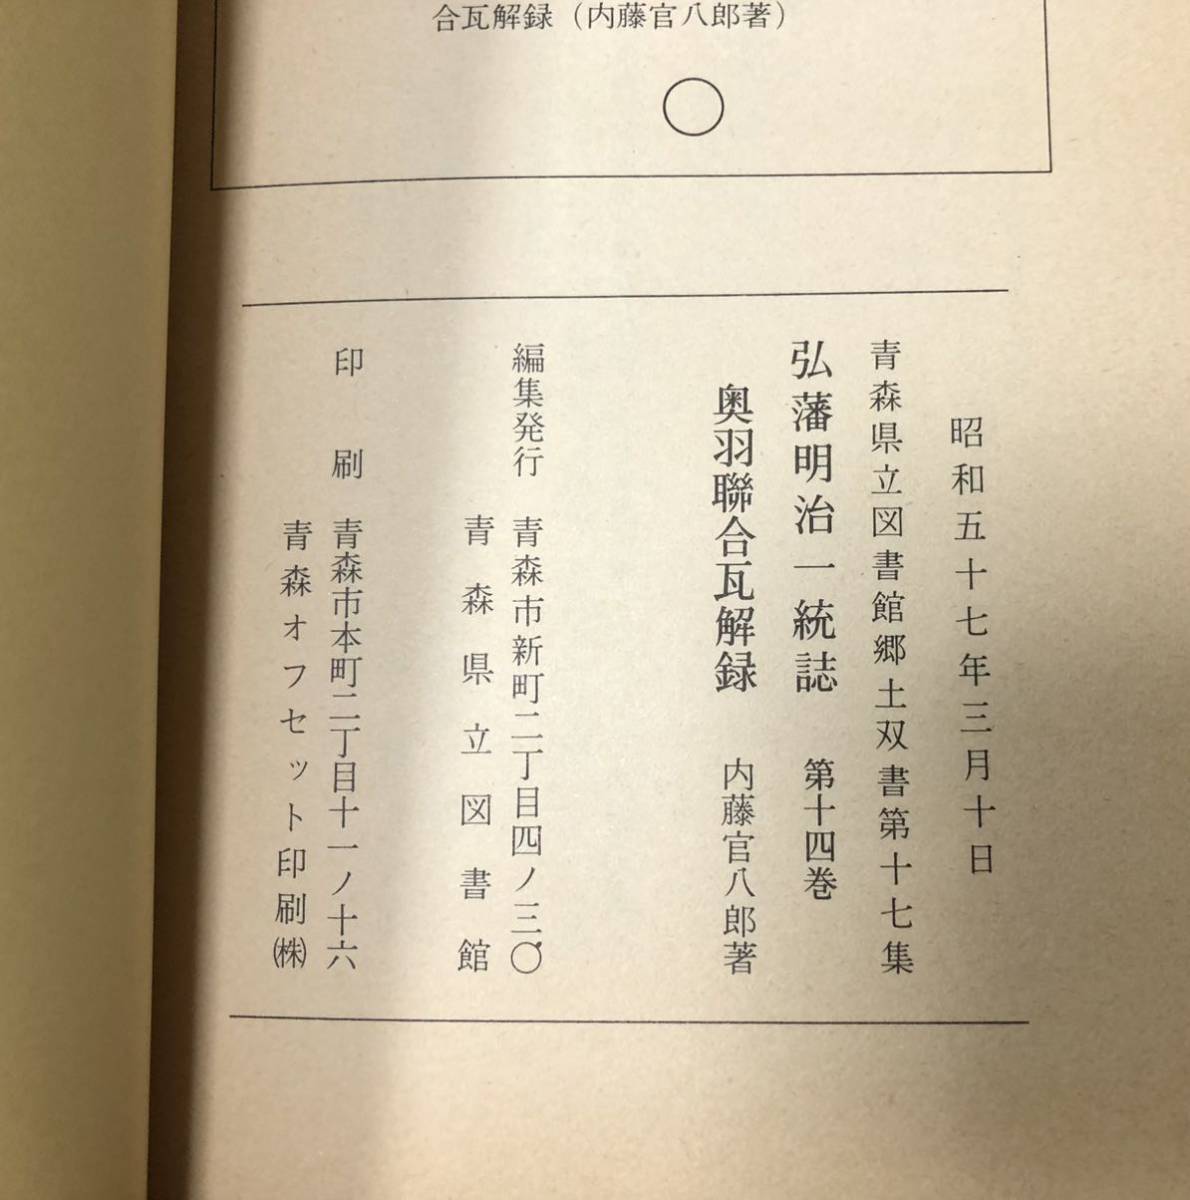 合瓦解録（内藤官八郎著）
昭和五十七年三月十日
青森県立図書館郷土双書第十七集
弘藩明治一統誌　第十四巻
奥羽聯合瓦解録　内藤官八郎著
編集発行　青森市新町二丁目四ノ三〇
青森県立図書館
印刷　青森市本町二丁目十一ノ十六
青森オフセット印刷㈱